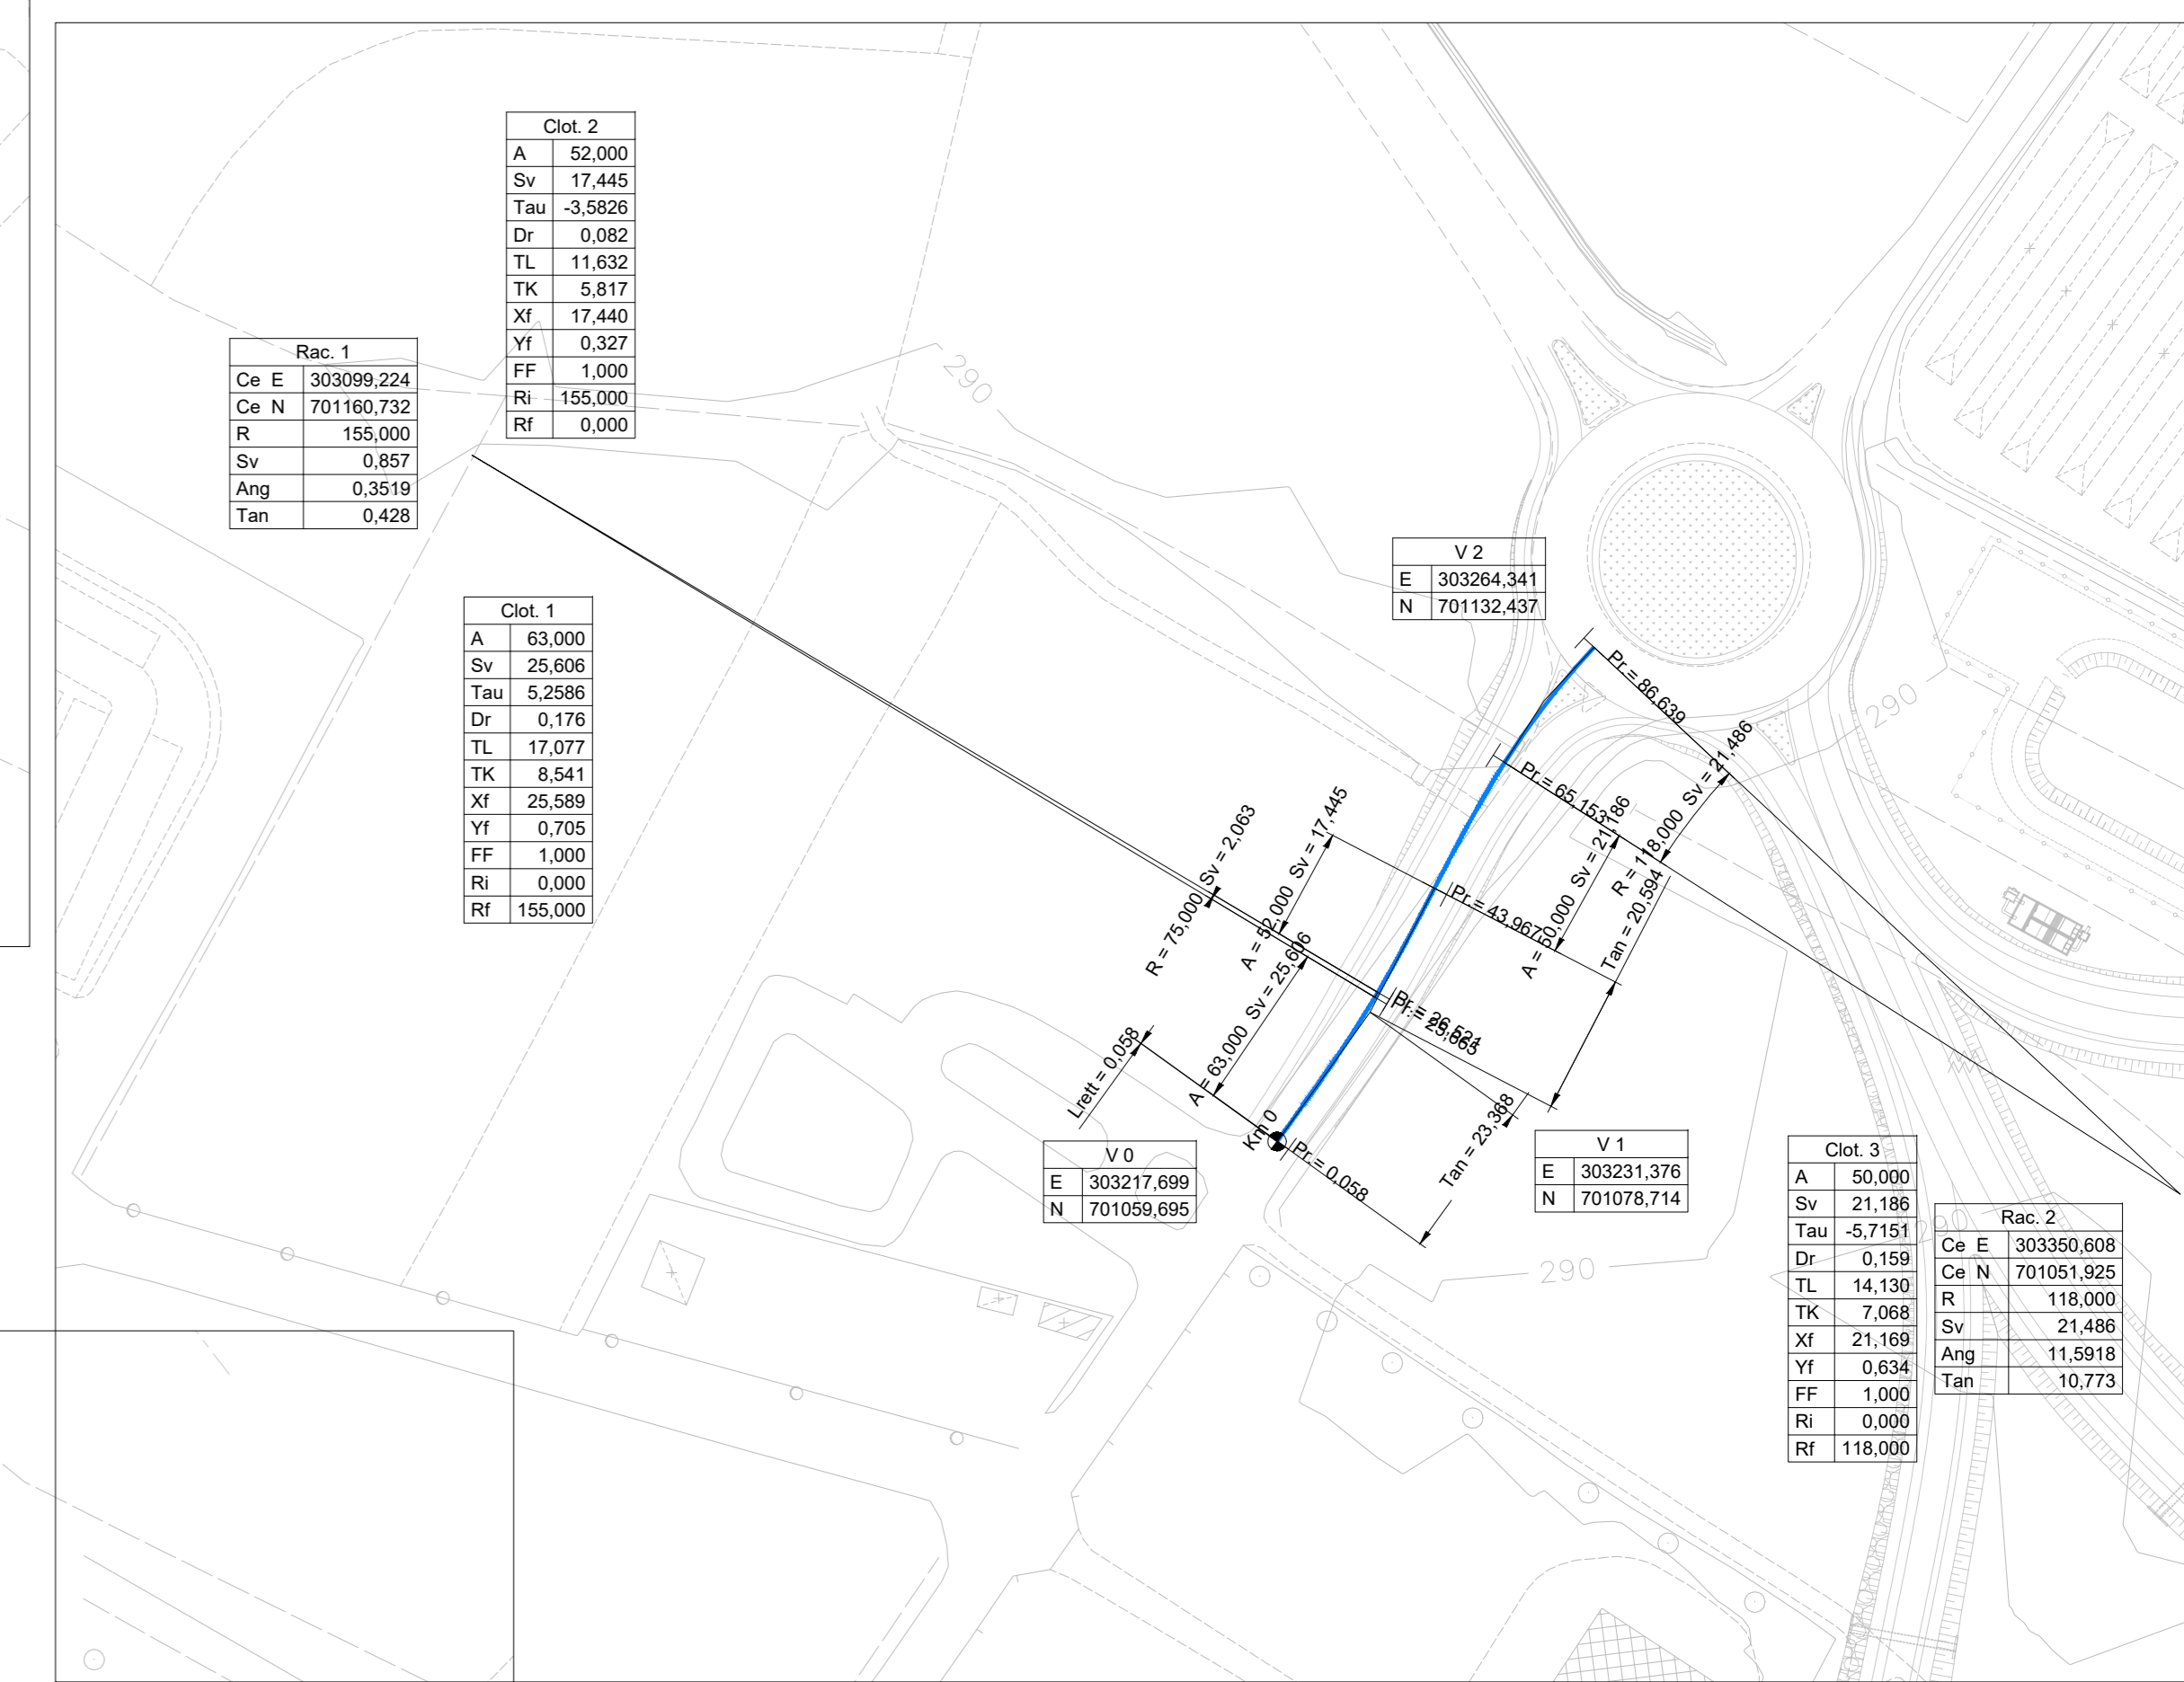 Clot. 2
A 52,000
Sv 17,445
Tau -3,5826
Dr 0,082
TL 11,632
TK 5,817
Xf 17,440
Yf 0,327
FF 1,000
Ri 155,000
Rf 0,000
Rac. 1
Ce E 303099,224
Ce N 701160,732
R 155,000
Sv 0,857
Ang 0,3519
Tan 0,428
290
V 2
E 303264,341
N 701132,437
Clot. 1
A 63,000
Sv 25,606
Tau 5,2586
Dr 0,176
TL 17,077
TK 8,541
Xf 25,589
Yf 0,705
FF 1,000
Ri 0,000
Rf 155,000
Pr = 86,639
290
Pr = 65,153
R = 118,000 Sv = 21,486
A = 50,000 Sv = 21,186
Tan = 20,594
Pr = 43,967
R = 75,000 Sv = 2,063
A = 52,000 Sv = 17,445
A = 63,000 Sv = 25,606
Pr = 26,521
Pr = 25,665
Lrett = 0,058
Km 0
Pr = 0,058
Tan = 23,368
V 0
E 303217,699
N 701059,695
V 1
E 303231,376
N 701078,714
290
290
Clot. 3
A 50,000
Sv 21,186
Tau -5,7151
Dr 0,159
TL 14,130
TK 7,068
Xf 21,169
Yf 0,634
FF 1,000
Ri 0,000
Rf 118,000
Rac. 2
Ce E 303350,608
Ce N 701051,925
R 118,000
Sv 21,486
Ang 11,5918
Tan 10,773